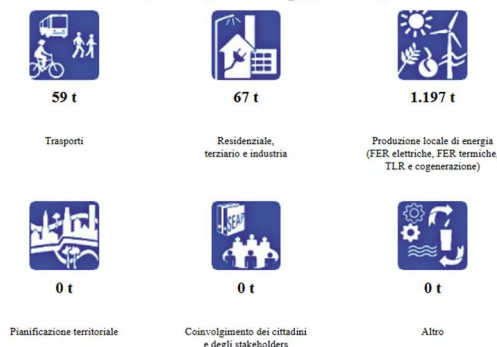 59 t
67 t
1.197 t
Trasporti
Residenziale,
terziario e industria
Produzione locale di energia
(FER elettriche, FER termiche,
TLR e cogenerazione)
SEAP
0 t
0 t
0 t
Pianificazione territoriale
Coinvolgimento dei cittadini
e degli stakeholders
Altro